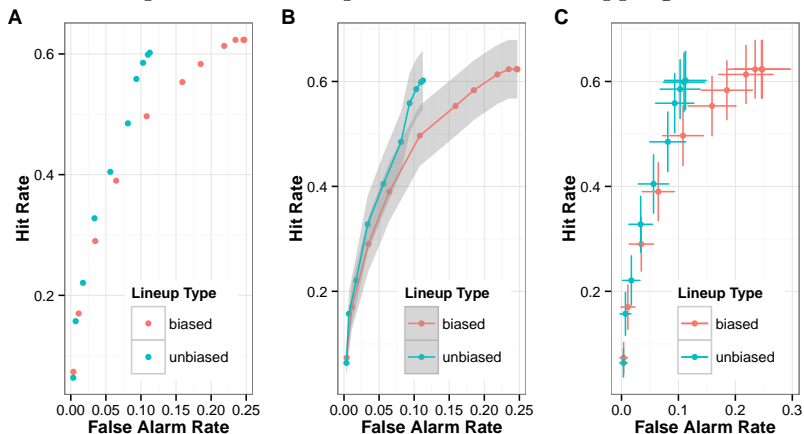 A
B
C
Hit Rate
0.6
0.4
0.2
Lineup Type
biased
unbiased
0.00 0.05 0.10 0.15 0.20 0.25
False Alarm Rate
Hit Rate
0.6
0.4
0.2
Lineup Type
biased
unbiased
0.00 0.05 0.10 0.15 0.20 0.25
False Alarm Rate
Hit Rate
0.6
0.4
0.2
Lineup Type
biased
unbiased
0.0 0.1 0.2 0.3
False Alarm Rate